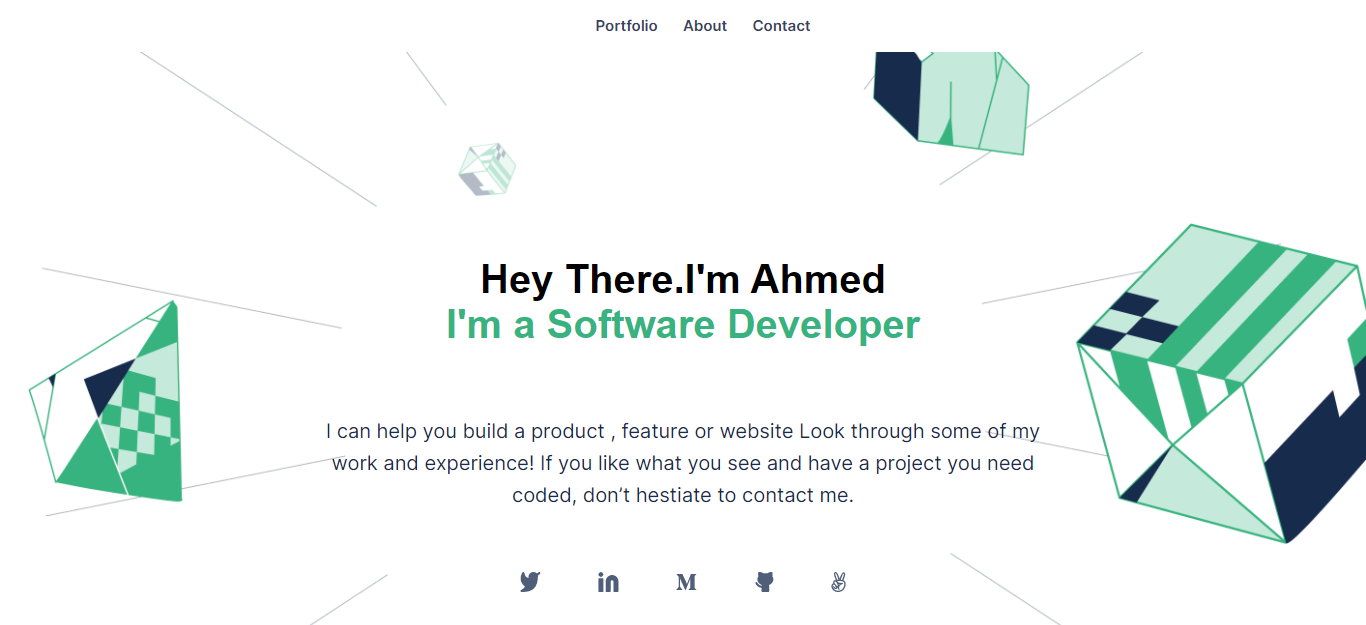 Portfolio About Contact
Hey There.I'm Ahmed
I'm a Software Developer
I can help you build a product , feature or website Look through some of my
work and experience! If you like what you see and have a project you need
coded, don’t hestiate to contact me.